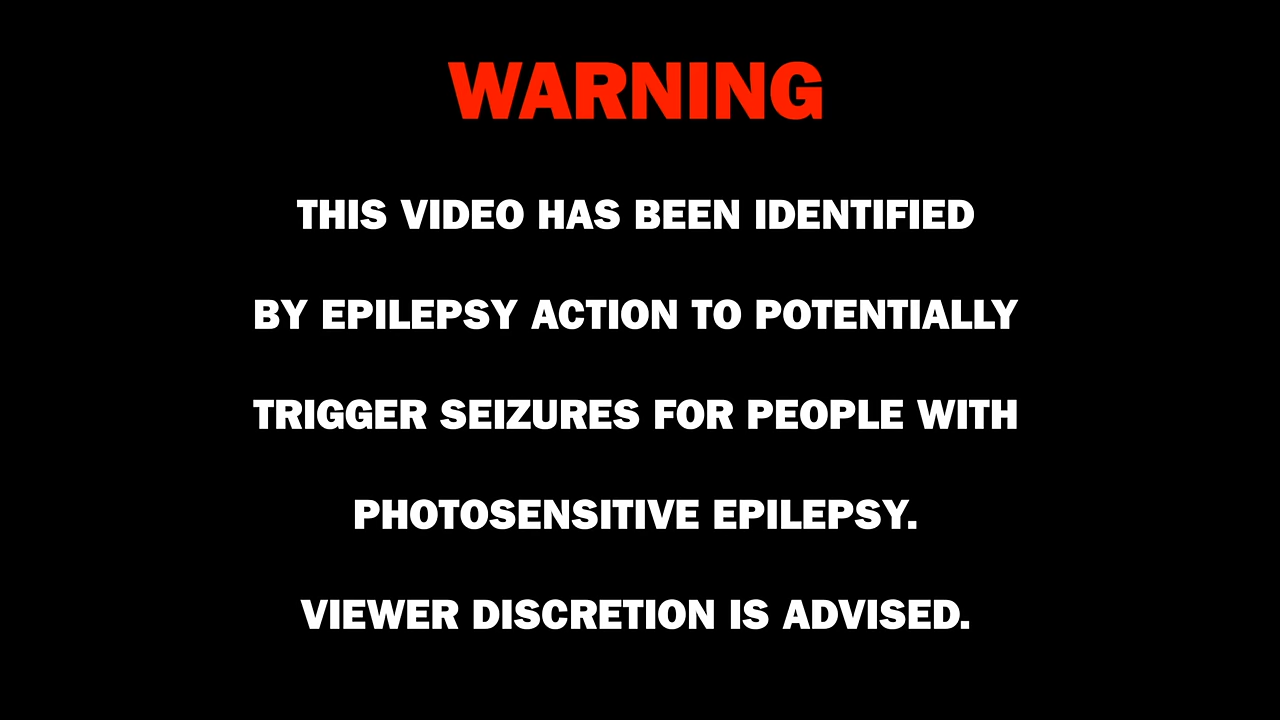 WARNING
THIS VIDEO HAS BEEN IDENTIFIED
BY EPILEPSY ACTION TO POTENTIALLY
TRIGGER SEIZURES FOR PEOPLE WITH
PHOTOSENSITIVE EPILEPSY.
VIEWER DISCRETION IS ADVISED.